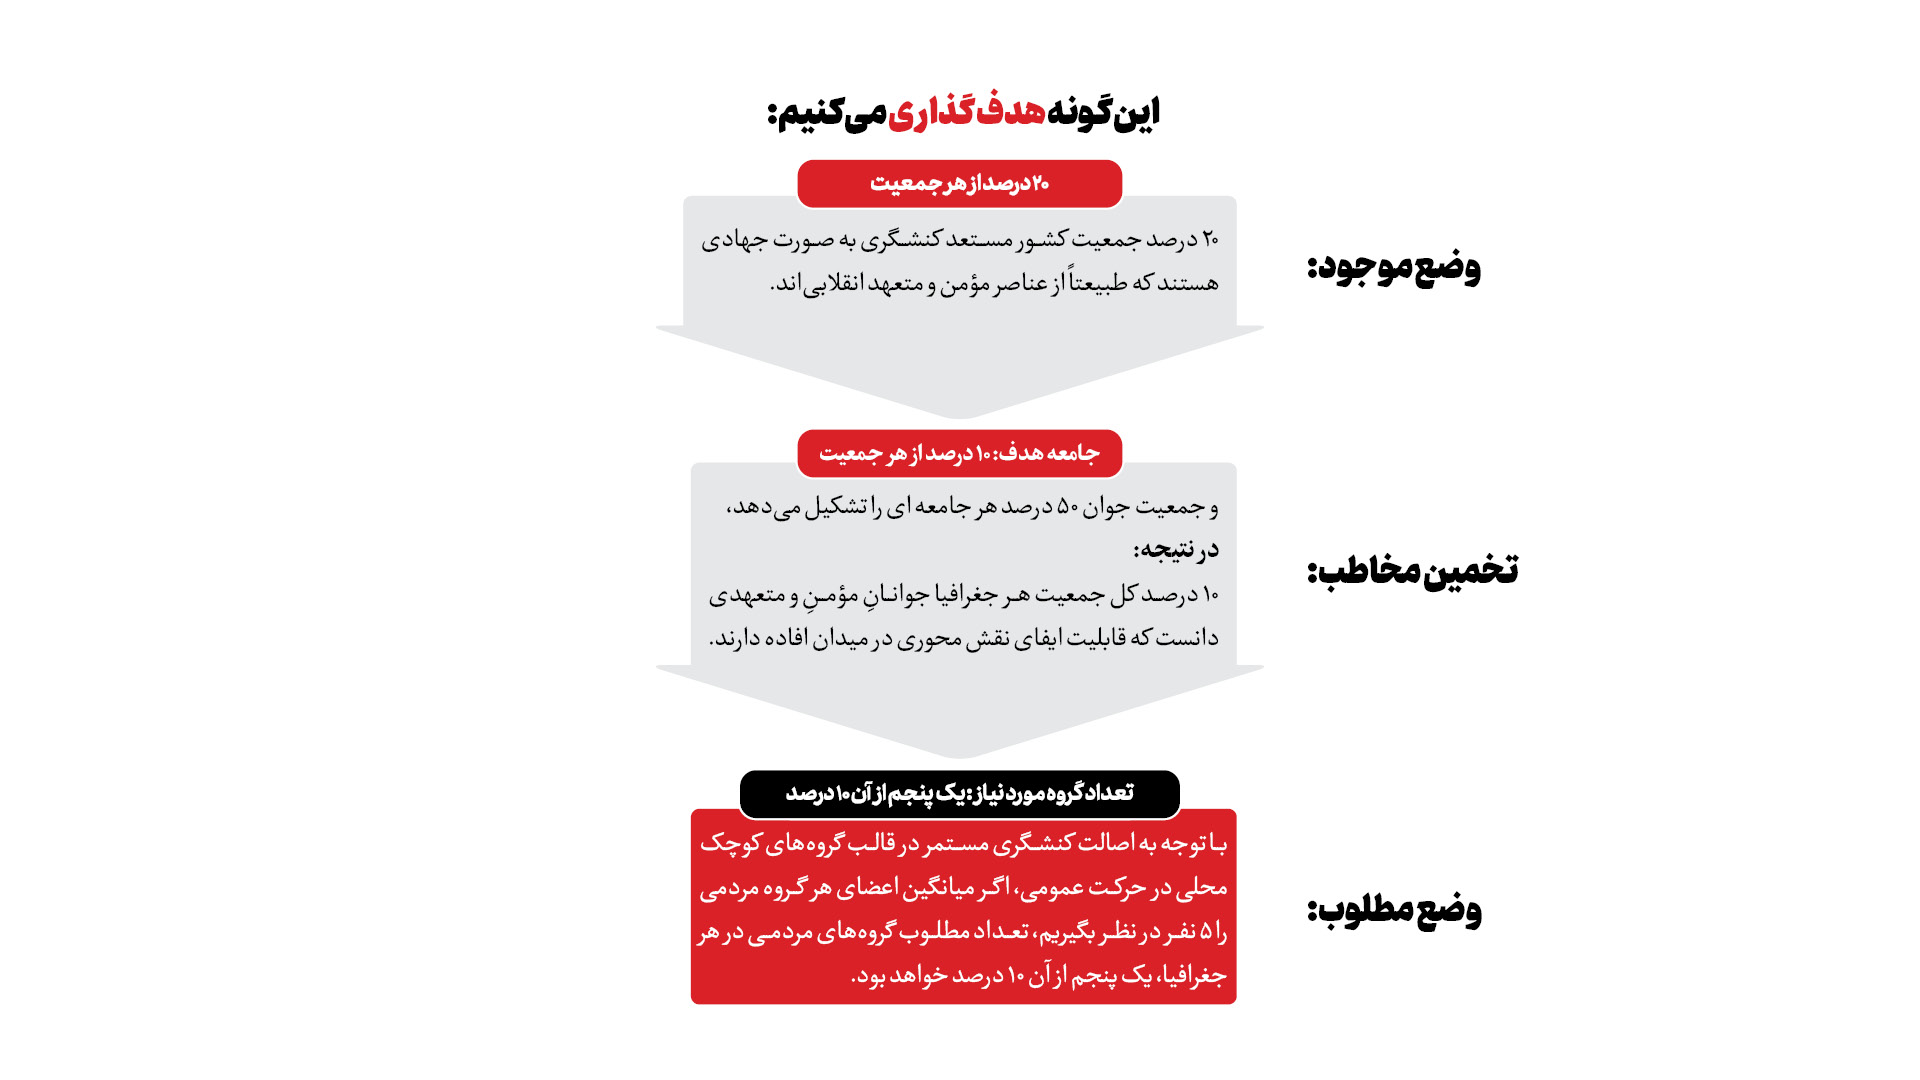 این‌گونه هدف‌گذاری می‌کنیم:
وضع موجود:
۲۰ درصد از هر جمعیت
۲۰ درصد جمعیت کشور مستعد کنشگری به صورت جهادی
هستند که طبیعتاً از عناصر مؤمن و متعهد انقلابی‌اند.
تخمین مخاطب:
جامعه هدف: ۱۰ درصد از هر جمعیت
و جمعیت جوان ۵۰ درصد هر جامعه ای را تشکیل می‌دهد،
در نتیجه:
۱۰ درصد کل جمعیت هر جغرافیا جوانانِ مؤمنِ و متعهدی
دانست که قابلیت ایفای نقش محوری در میدان افاده دارند.
وضع مطلوب:
تعداد گروه مورد نیاز: یک پنجم از آن ۱۰ درصد
با توجه به اصالت کنشگری مستمر در قالب گروه‌های کوچک
محلی در حرکت عمومی، اگر میانگین اعضای هر گروه مردمی
را ۵ نفر در نظر بگیریم، تعداد مطلوب گروه‌های مردمی در هر
جغرافیا، یک پنجم از آن ۱۰ درصد خواهد بود.